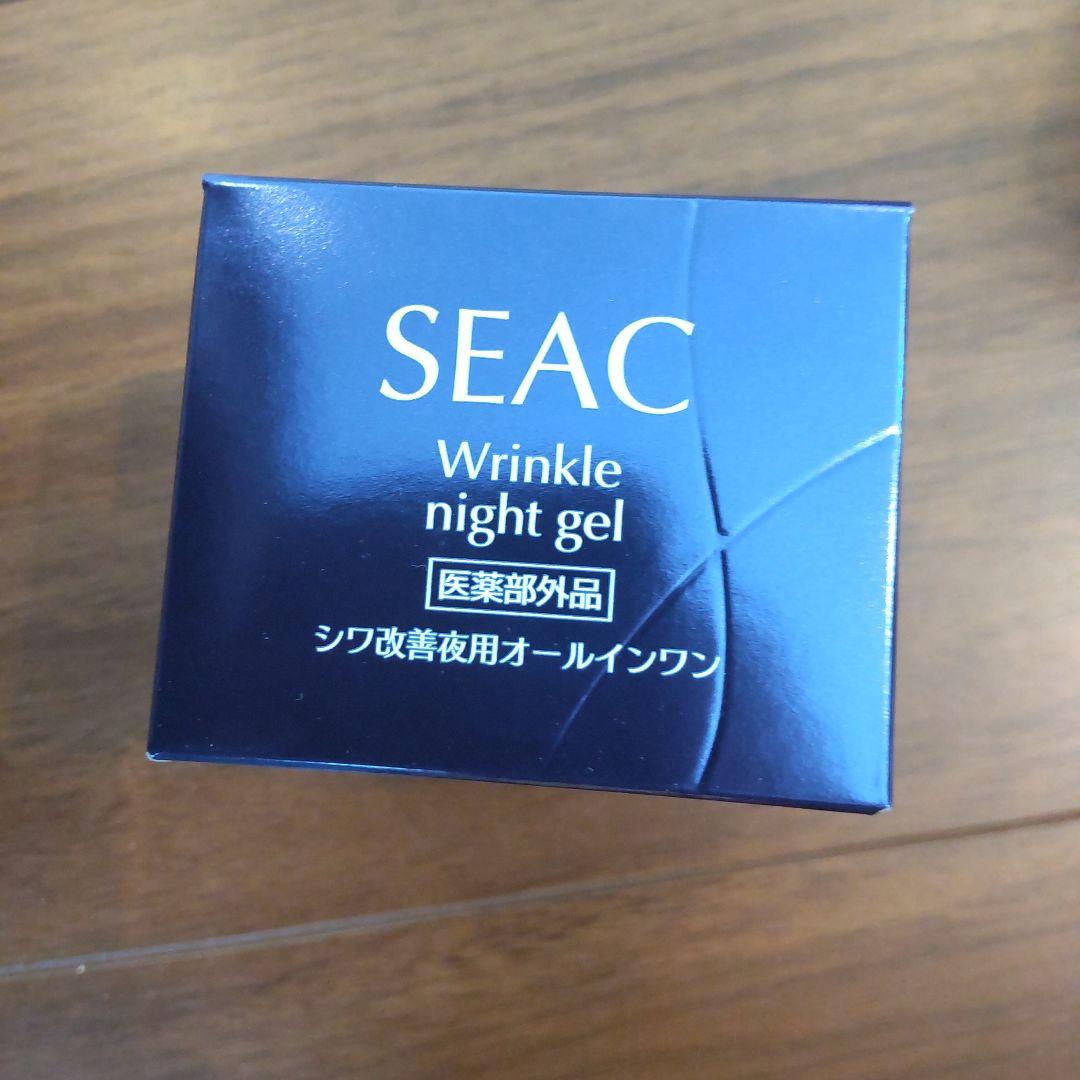 SEAC
Wrinkle
night gel
医薬部外品
シワ改善夜用オールインワン